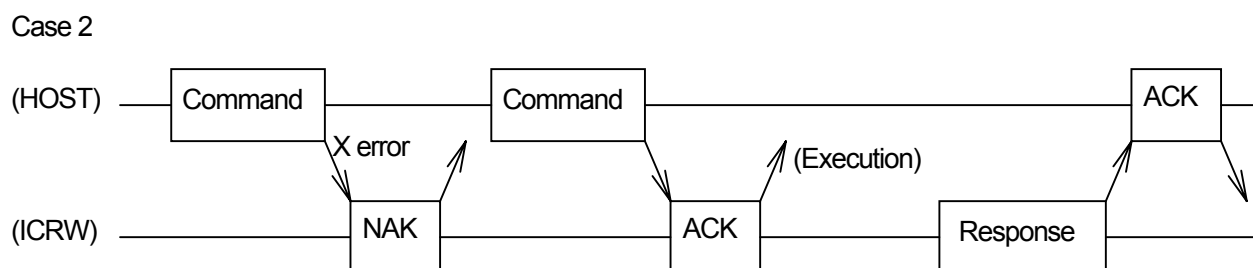 Case 2
(HOST) Command Command ACK
X error (Execution)
(ICRW) NAK ACK Response